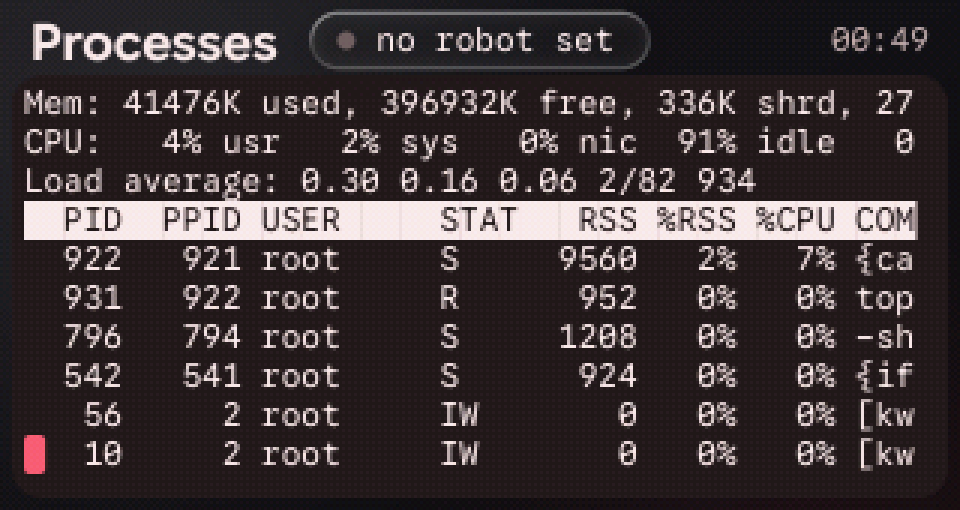 Processes no robot set 00:49
Mem: 41476K used, 396932K free, 336K shrd, 27
CPU: 4% usr 2% sys 0% nic 91% idle 0
Load average: 0.30 0.16 0.06 2/82 934
PID PPID USER STAT RSS %RSS %CPU COM
922 921 root S 9560 2% 7% {ca
931 922 root R 952 0% 0% top
796 794 root S 1208 0% 0% -sh
542 541 root S 924 0% 0% {if
56 2 root IW 0 0% 0% [kw
10 2 root IW 0 0% 0% [kw